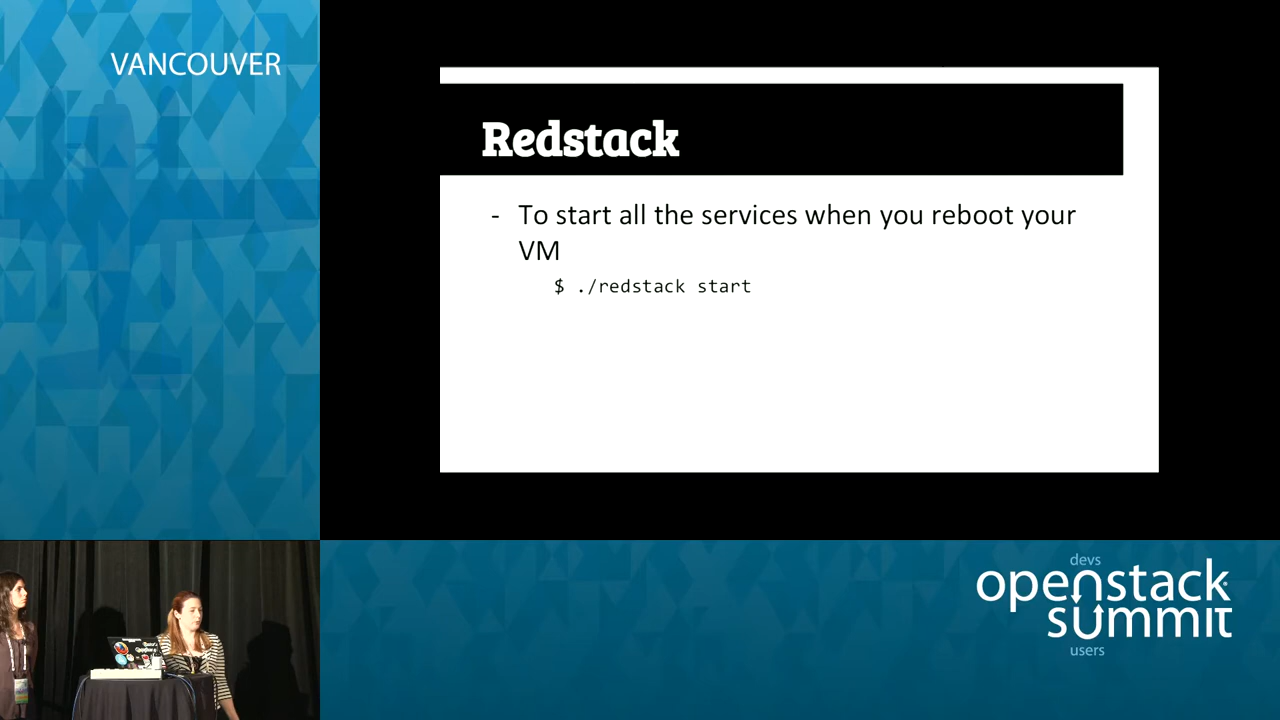 VANCOUVER
Redstack
- To start all the services when you reboot your
VM
$ ./redstack start
devs
openstack
summit
users